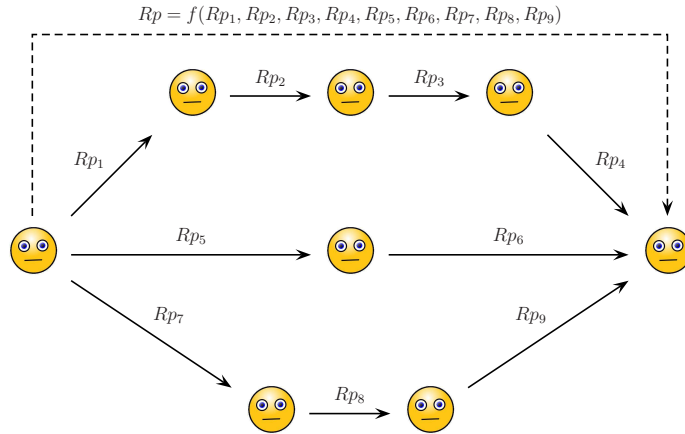 Rp = f(Rp₁, Rp₂, Rp₃, Rp₄, Rp₅, Rp₆, Rp₇, Rp₈, Rp₉)
Rp₂
Rp₃
Rp₁
Rp₄
Rp₅
Rp₆
Rp₇
Rp₉
Rp₈